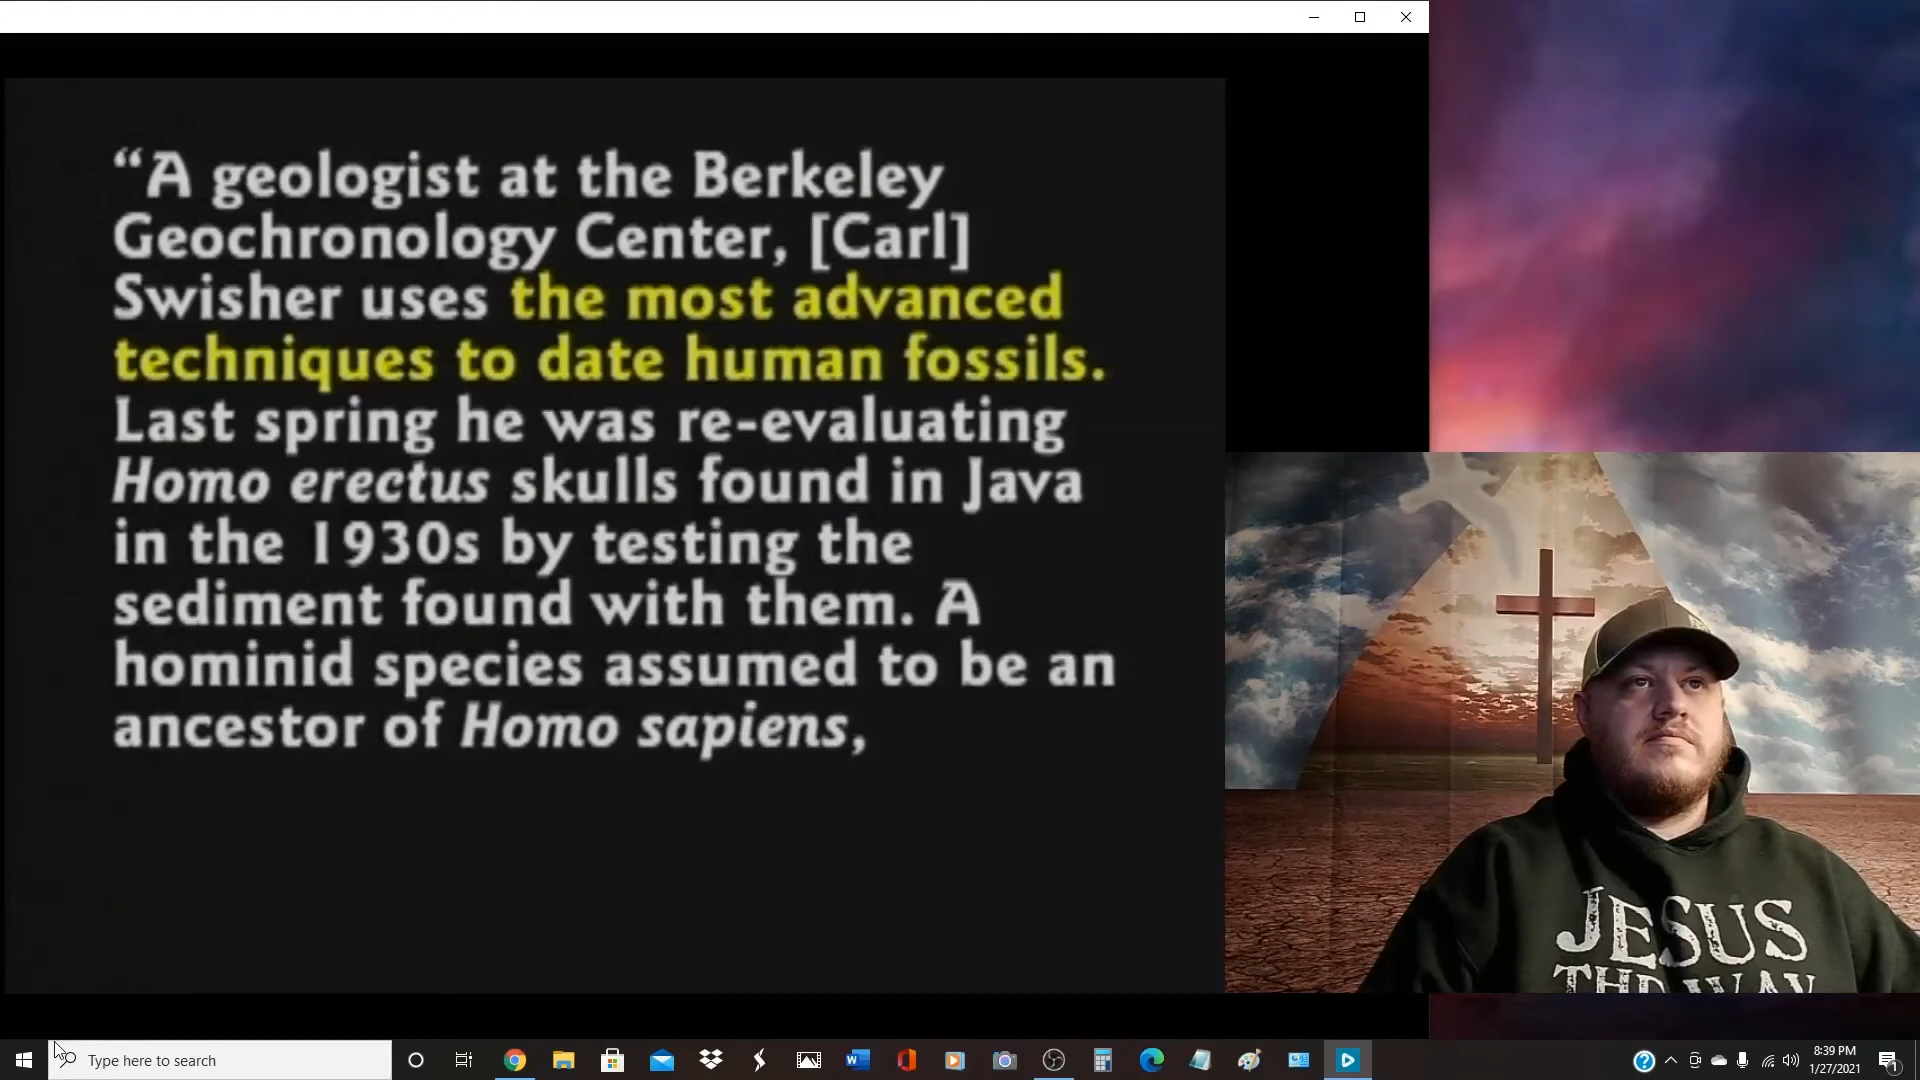 “A geologist at the Berkeley
Geochronology Center, [Carl]
Swisher uses the most advanced
techniques to date human fossils.
Last spring he was re-evaluating
Homo erectus skulls found in Java
in the 1930s by testing the
sediment found with them. A
hominid species assumed to be an
ancestor of Homo sapiens,
JESUS
THE WAY
Type here to search
8:39 PM
1/27/2021